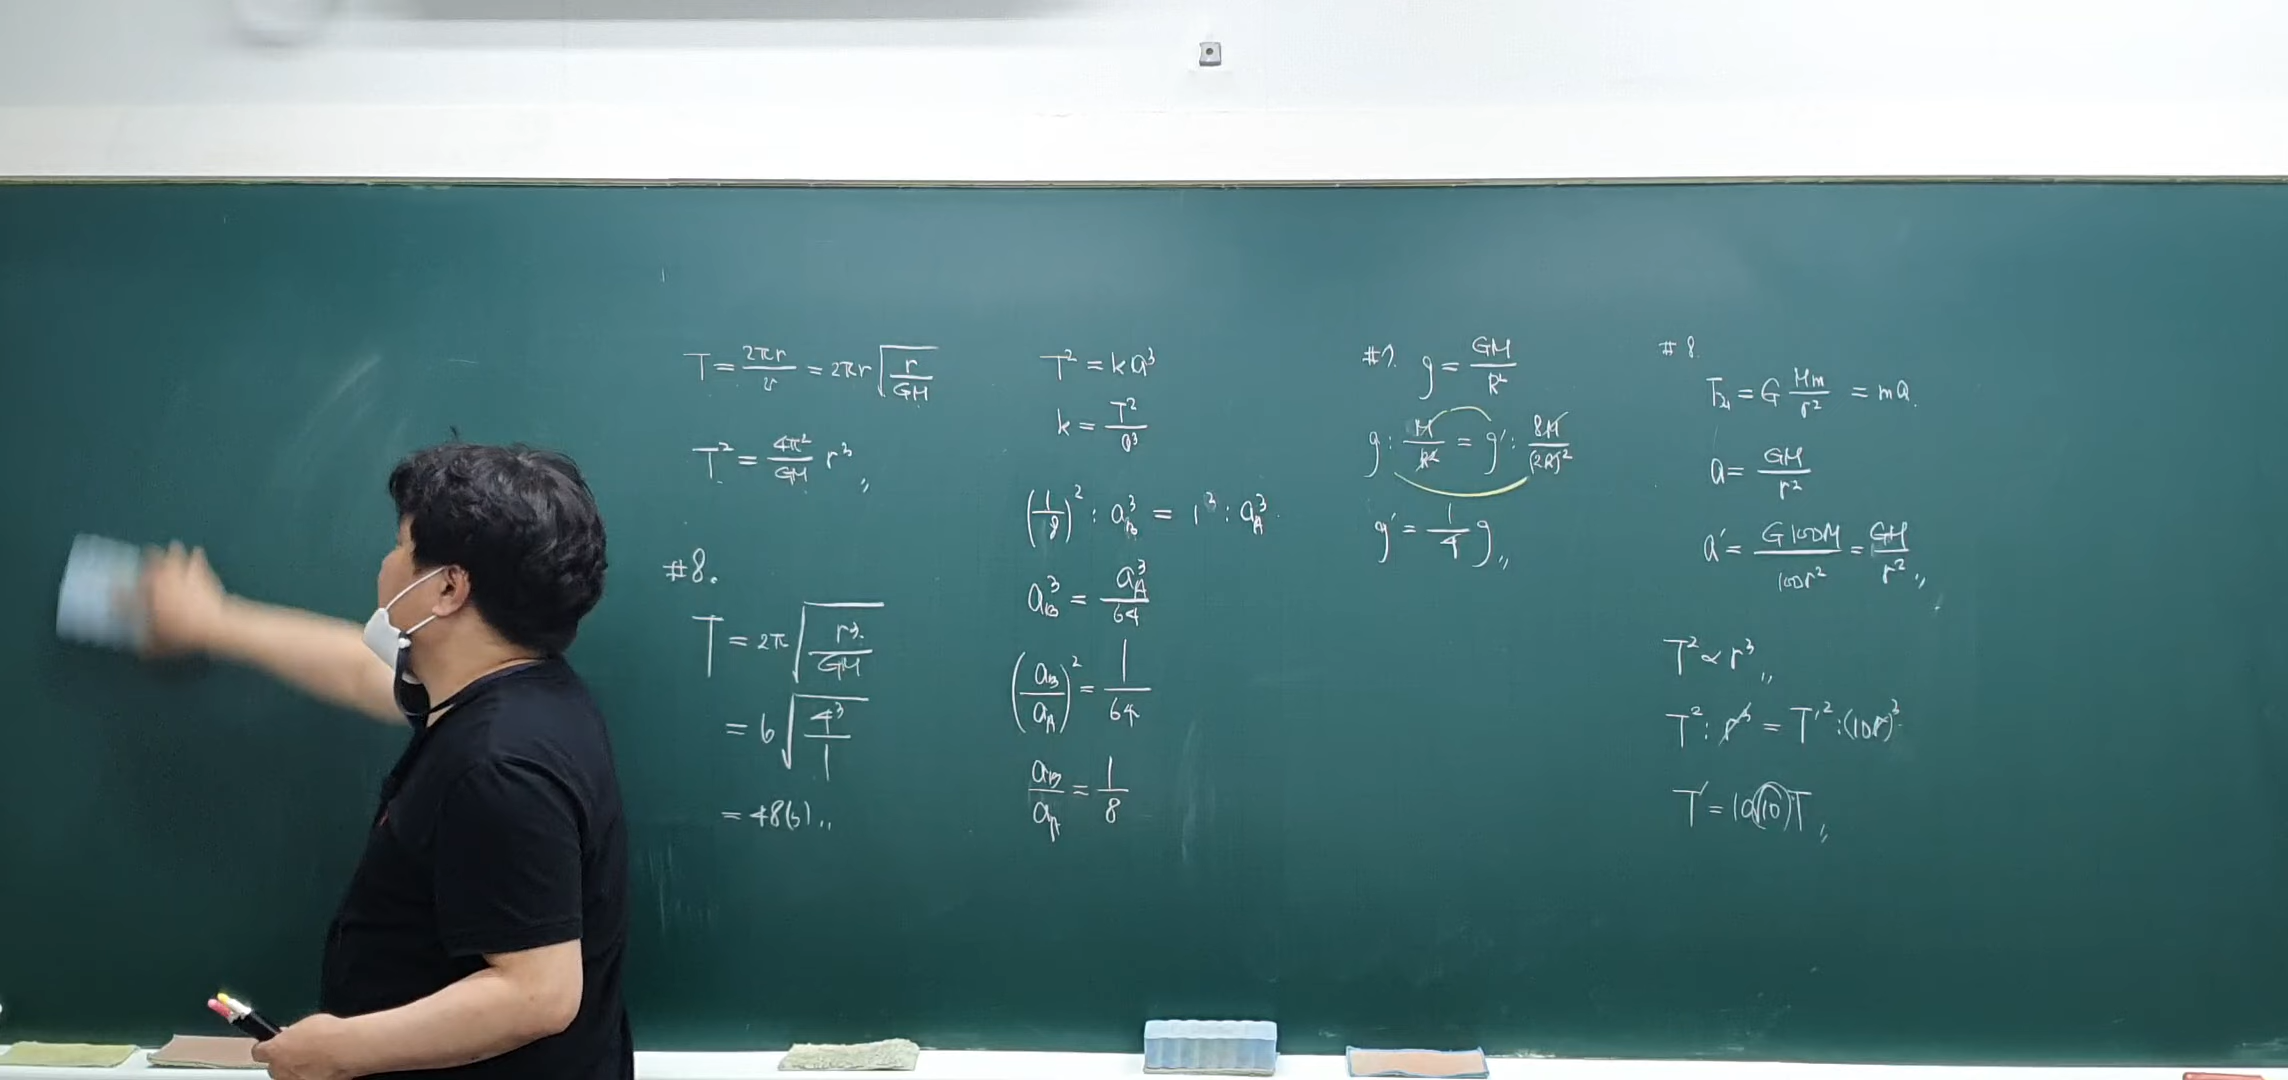 T = 2πr/v = 2πr√(r/GM)
T² = 4π²/GM r³ ,,
#8.
T = 2π√(r³/GM)
= 6√(4³/1)
= 48(s) ,,
T² = ka³
k = T²/a³
(1/8)² : a_B³ = 1² : a_A³
a_B³ = a_A³/64
(a_B/a_A)² = 1/64
a_B/a_A = 1/8
#7. g = GM/R²
g : M/R² = g' : 8M/(2R)²
g' = 1/4 g ,,
#8.
= G Mm/r² = ma.
a = GM/r²
a' = G100M/100r² = GM/r² ,,
T² ∝ r³ ,,
T² : r³ = T'² : (10r)³
T' = 10√10 T ,,